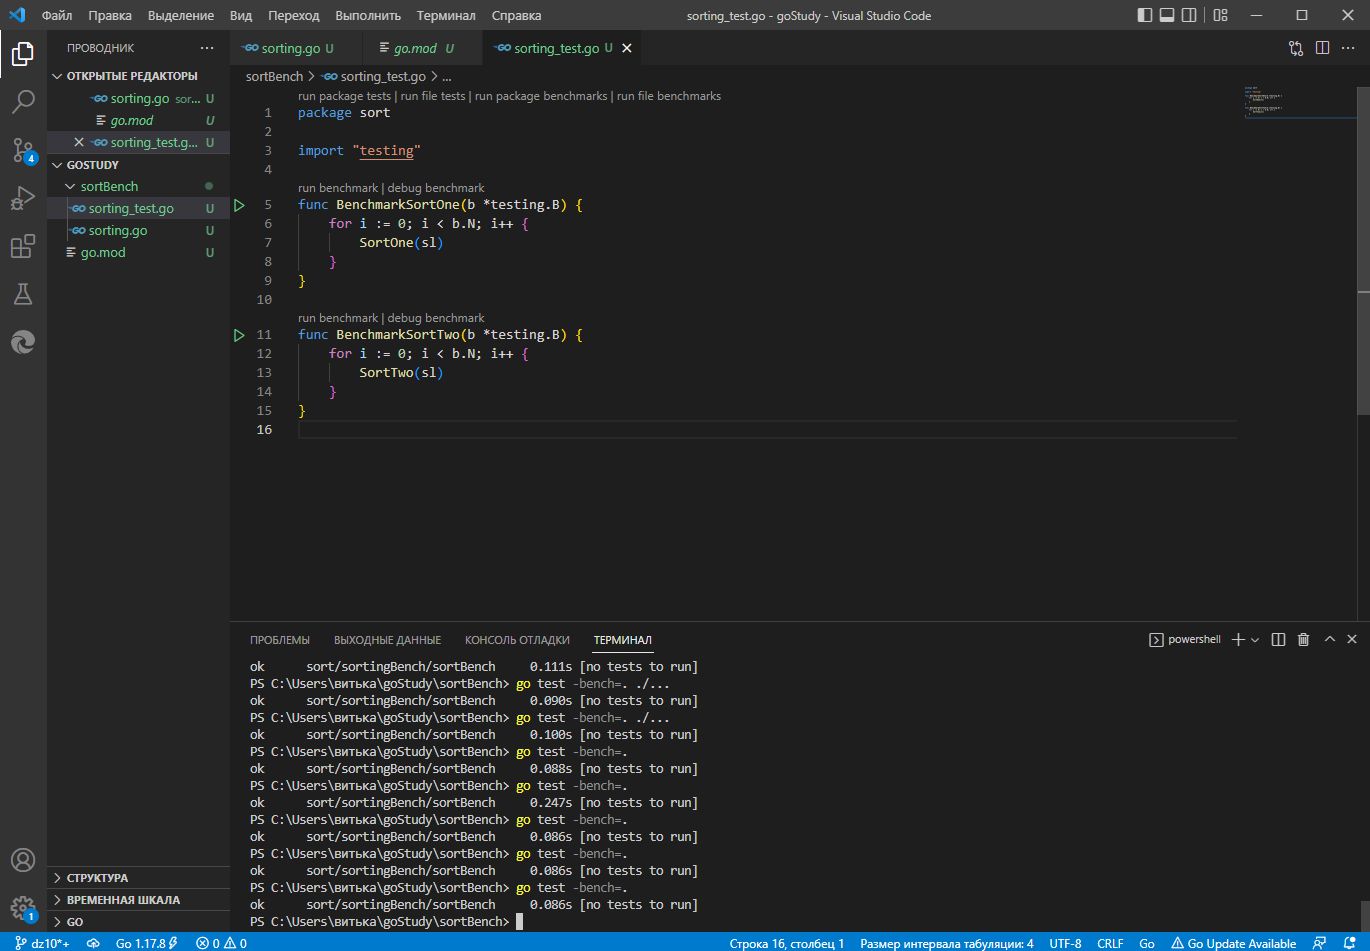 Файл Правка Выделение Вид Переход Выполнить Терминал Справка sorting_test.go - goStudy - Visual Studio Code
ПРОВОДНИК ...
ОТКРЫТЫЕ РЕДАКТОРЫ
sorting.go sor... U
go.mod U
sorting_test.g... U
GOSTUDY
sortBench
sorting_test.go U
sorting.go U
go.mod U
СТРУКТУРА
ВРЕМЕННАЯ ШКАЛА
GO
4
1
sorting.go U go.mod U sorting_test.go U
sortBench > sorting_test.go > ...
run package tests | run file tests | run package benchmarks | run file benchmarks
1 package sort
2
3 import "testing"
4
run benchmark | debug benchmark
5 func BenchmarkSortOne(b *testing.B) {
6 for i := 0; i < b.N; i++ {
7 SortOne(sl)
8 }
9 }
10
run benchmark | debug benchmark
11 func BenchmarkSortTwo(b *testing.B) {
12 for i := 0; i < b.N; i++ {
13 SortTwo(sl)
14 }
15 }
16
ПРОБЛЕМЫ ВЫХОДНЫЕ ДАННЫЕ КОНСОЛЬ ОТЛАДКИ ТЕРМИНАЛ powershell
ok sort/sortingBench/sortBench 0.111s [no tests to run]
PS C:\Users\витька\goStudy\sortBench> go test -bench=. ./...
ok sort/sortingBench/sortBench 0.090s [no tests to run]
PS C:\Users\витька\goStudy\sortBench> go test -bench=. ./...
ok sort/sortingBench/sortBench 0.100s [no tests to run]
PS C:\Users\витька\goStudy\sortBench> go test -bench=.
ok sort/sortingBench/sortBench 0.088s [no tests to run]
PS C:\Users\витька\goStudy\sortBench> go test -bench=.
ok sort/sortingBench/sortBench 0.247s [no tests to run]
PS C:\Users\витька\goStudy\sortBench> go test -bench=.
ok sort/sortingBench/sortBench 0.086s [no tests to run]
PS C:\Users\витька\goStudy\sortBench> go test -bench=.
ok sort/sortingBench/sortBench 0.086s [no tests to run]
PS C:\Users\витька\goStudy\sortBench> go test -bench=.
ok sort/sortingBench/sortBench 0.086s [no tests to run]
PS C:\Users\витька\goStudy\sortBench>
dz10*+ Go 1.17.8 0 0 Строка 16, столбец 1 Размер интервала табуляции: 4 UTF-8 CRLF Go Go Update Available